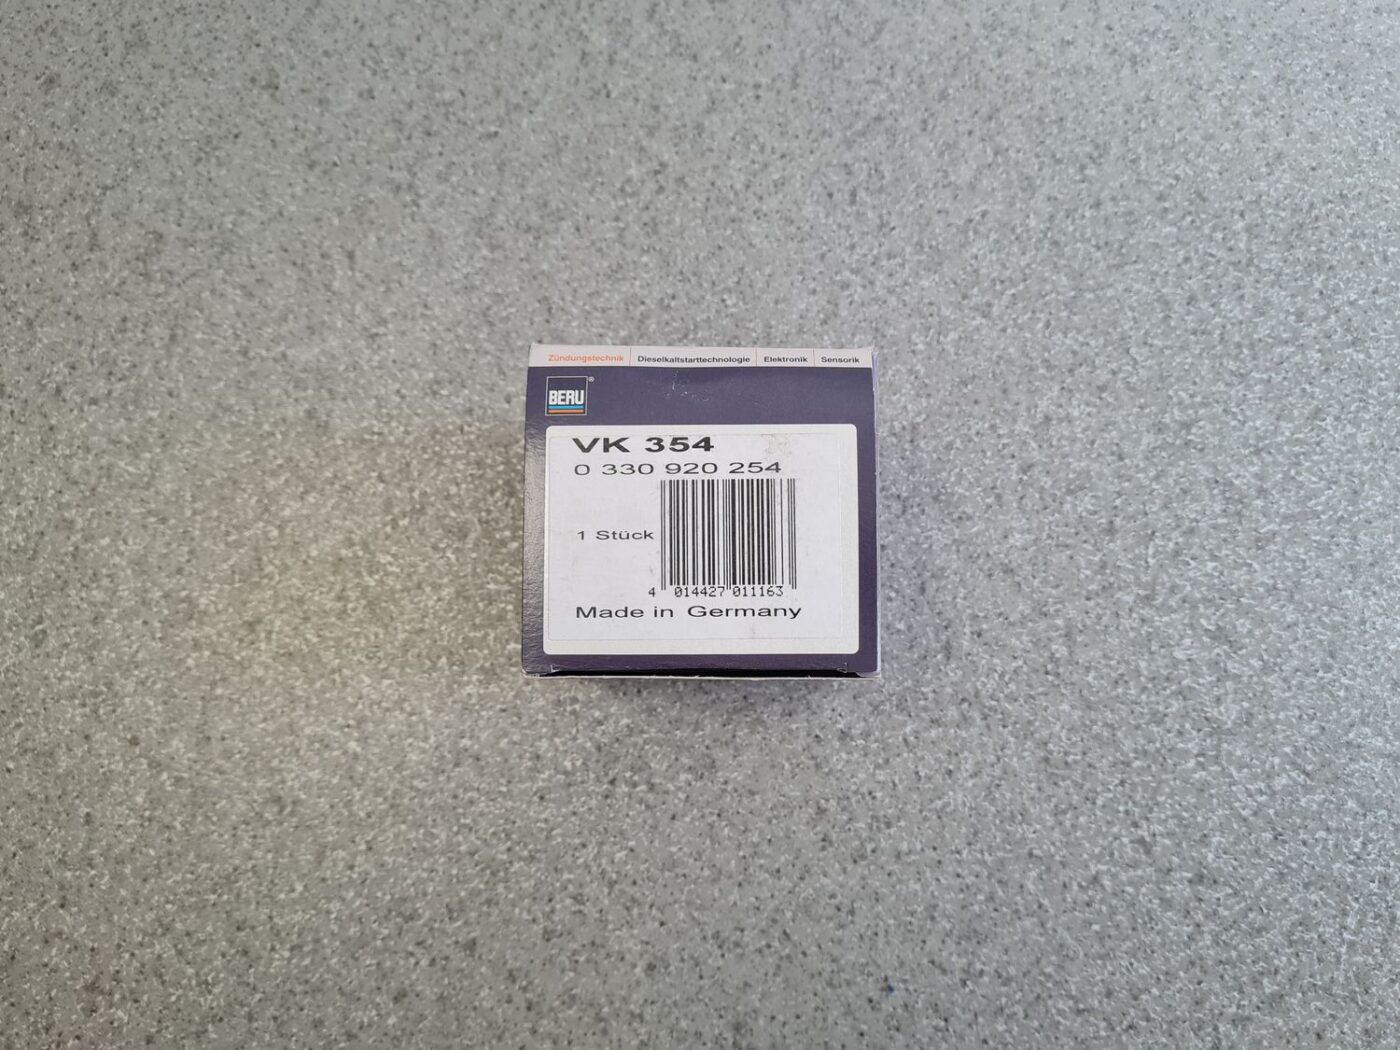 Zündungstechnik Dieselkaltstarttechnologie Elektronik Sensorik
BERU ®
VK 354
0 330 920 254
1 Stück
4 014427 011163
Made in Germany